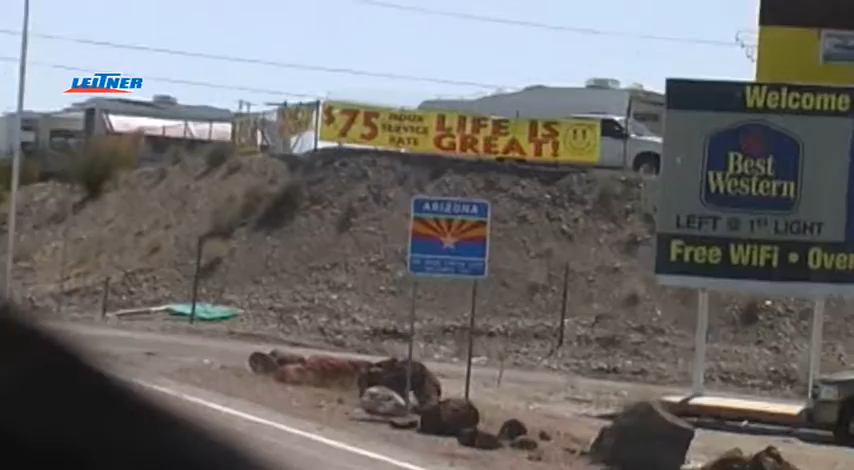 LEITNER
$75 HOUR
SERVICE
RATE
LIFE IS
GREAT!
Welcome
Best
Western
LEFT @ 1ST LIGHT
Free WiFi • Over
ARIZONA